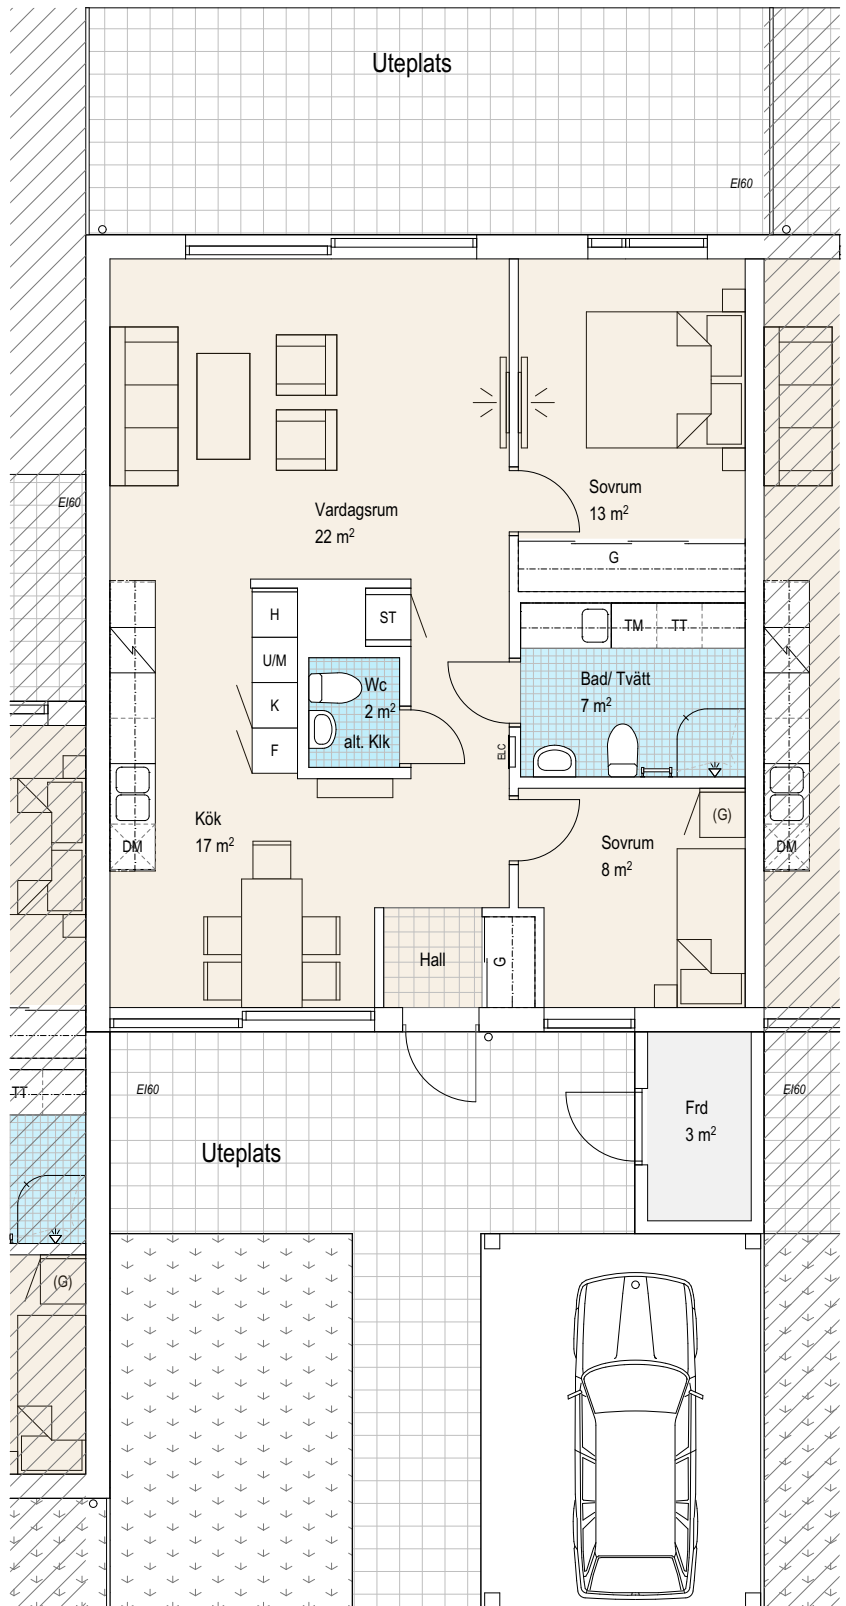 Uteplats
EI60
EI60
Sovrum
13 m²
Vardagsrum
22 m²
G
H
ST
TM
TT
U/M
Wc
2 m²
alt. Klk
Bad/ Tvätt
7 m²
K
F
ELC
Kök
17 m²
DM
DM
(G)
Sovrum
8 m²
Hall
G
EI60
EI60
TT
Frd
3 m²
Uteplats
(G)